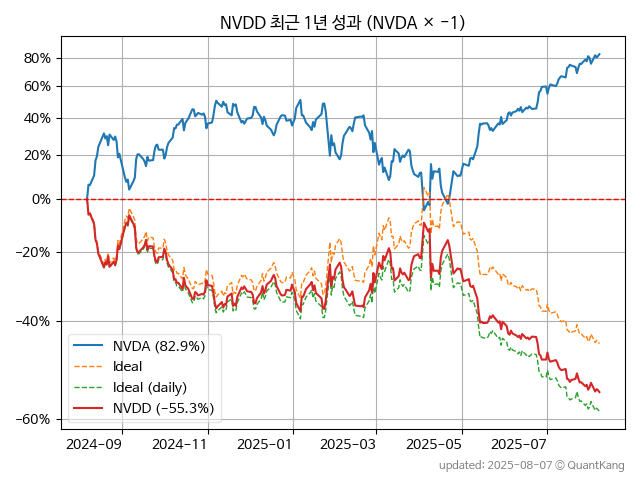 NVDD 최근 1년 성과 (NVDA × −1)
80%
60%
40%
20%
0%
−20%
−40%
−60%
NVDA (82.9%)
Ideal
Ideal (daily)
NVDD (−55.3%)
2024-09
2024-11
2025-01
2025-03
2025-05
2025-07
updated: 2025-08-07 © QuantKang